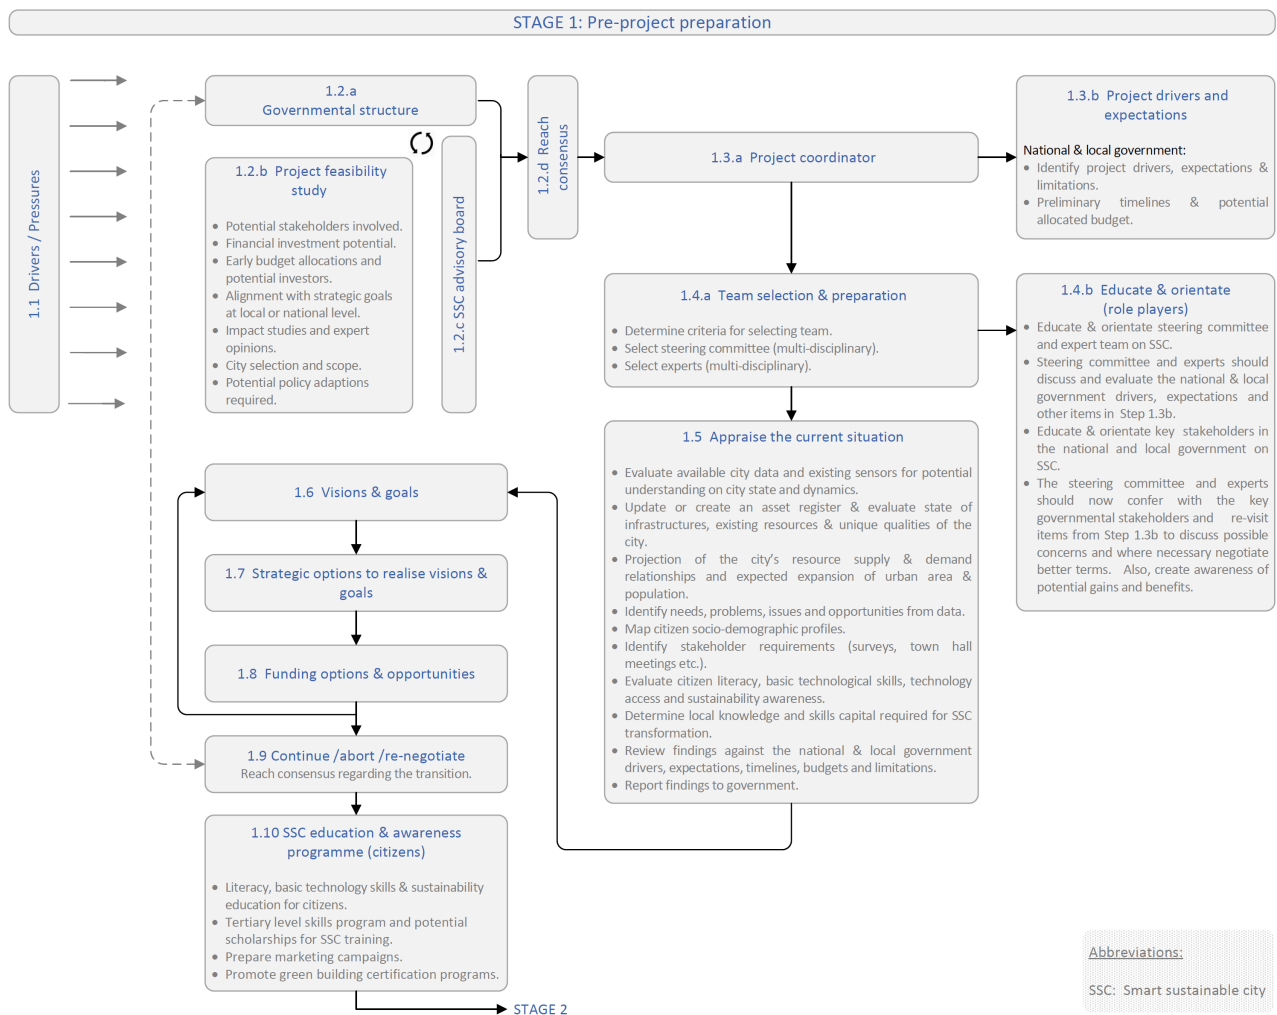 STAGE 1: Pre-project preparation
1.1 Drivers / Pressures
1.2.a
Governmental structure
1.2.b Project feasibility
study
• Potential stakeholders involved.
• Financial investment potential.
• Early budget allocations and
potential investors.
• Alignment with strategic goals
at local or national level.
• Impact studies and expert
opinions.
• City selection and scope.
• Potential policy adaptions
required.
1.2.c SSC advisory board
1.2.d Reach
consensus
1.3.a Project coordinator
1.3.b Project drivers and
expectations
National & local government:
• Identify project drivers, expectations &
limitations.
• Preliminary timelines & potential
allocated budget.
1.4.a Team selection & preparation
• Determine criteria for selecting team.
• Select steering committee (multi-disciplinary).
• Select experts (multi-disciplinary).
1.4.b Educate & orientate
(role players)
• Educate & orientate steering committee
and expert team on SSC.
• Steering committee and experts should
discuss and evaluate the national & local
government drivers, expectations and
other items in Step 1.3b.
• Educate & orientate key stakeholders in
the national and local government on
SSC.
• The steering committee and experts
should now confer with the key
governmental stakeholders and re-visit
items from Step 1.3b to discuss possible
concerns and where necessary negotiate
better terms. Also, create awareness of
potential gains and benefits.
1.5 Appraise the current situation
• Evaluate available city data and existing sensors for potential
understanding on city state and dynamics.
• Update or create an asset register & evaluate state of
infrastructures, existing resources & unique qualities of the
city.
• Projection of the city's resource supply & demand
relationships and expected expansion of urban area &
population.
• Identify needs, problems, issues and opportunities from data.
• Map citizen socio-demographic profiles.
• Identify stakeholder requirements (surveys, town hall
meetings etc.).
• Evaluate citizen literacy, basic technological skills, technology
access and sustainability awareness.
• Determine local knowledge and skills capital required for SSC
transformation.
• Review findings against the national & local government
drivers, expectations, timelines, budgets and limitations.
• Report findings to government.
1.6 Visions & goals
1.7 Strategic options to realise visions &
goals
1.8 Funding options & opportunities
1.9 Continue /abort /re-negotiate
Reach consensus regarding the transition.
1.10 SSC education & awareness
programme (citizens)
• Literacy, basic technology skills & sustainability
education for citizens.
• Tertiary level skills program and potential
scholarships for SSC training.
• Prepare marketing campaigns.
• Promote green building certification programs.
STAGE 2
Abbreviations:
SSC: Smart sustainable city